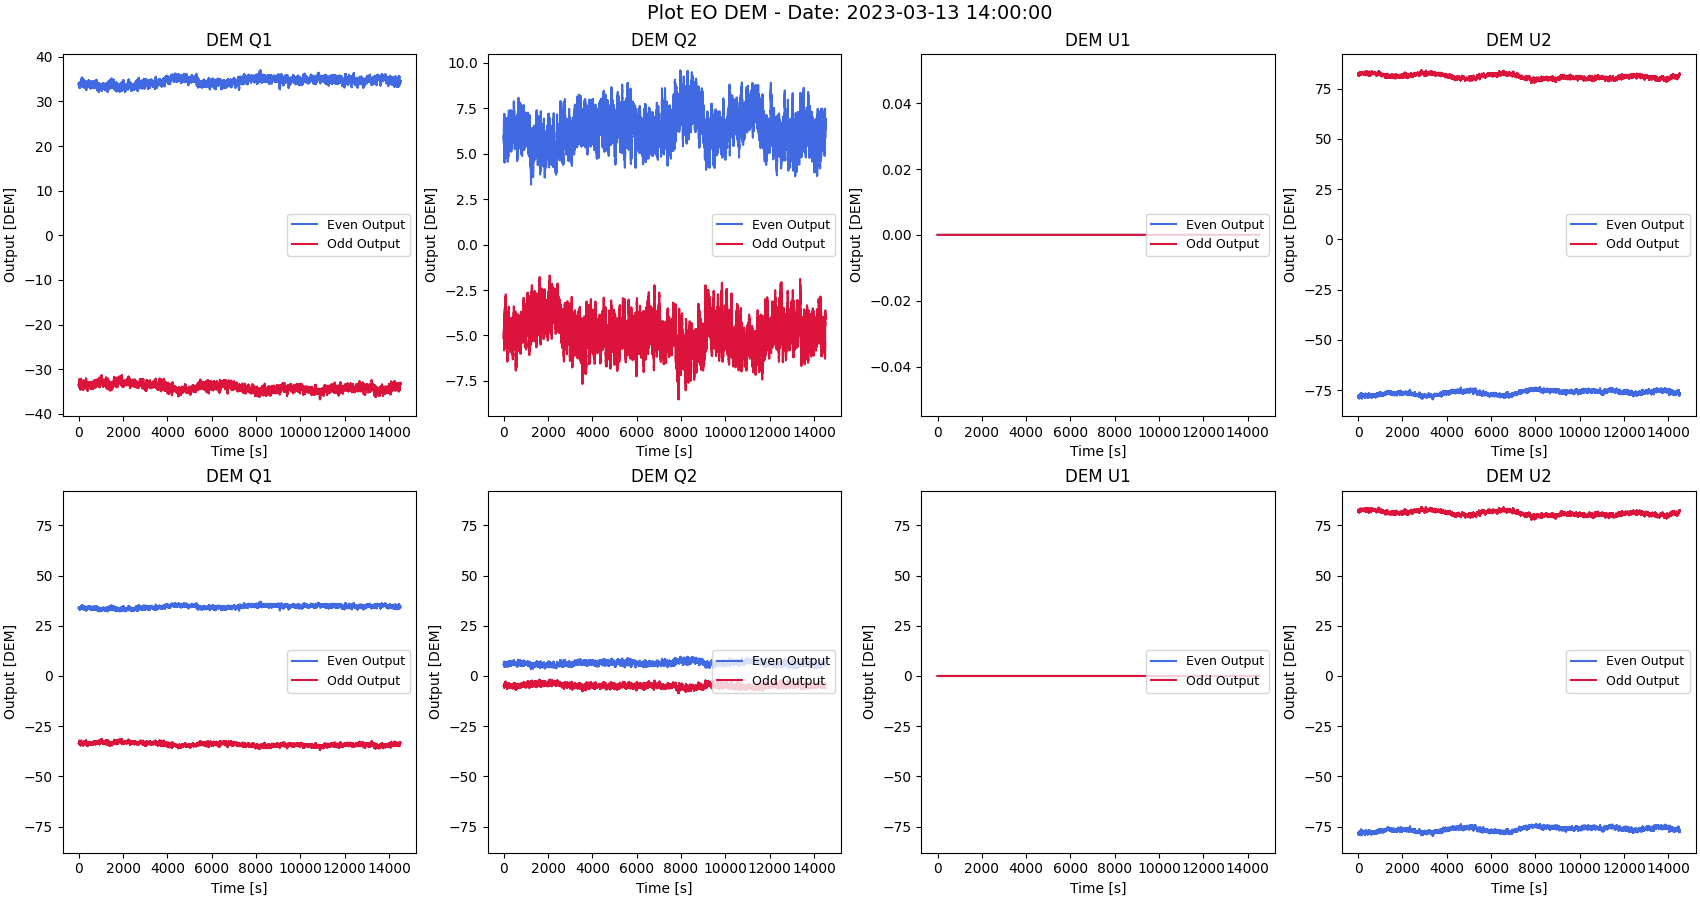 Plot EO DEM - Date: 2023-03-13 14:00:00
DEM Q1
DEM Q2
DEM U1
DEM U2
Output [DEM]
40
30
20
10
0
−10
−20
−30
−40
Even Output
Odd Output
0 2000 4000 6000 8000 10000 12000 14000
Time [s]
Output [DEM]
10.0
7.5
5.0
2.5
0.0
−2.5
−5.0
−7.5
Even Output
Odd Output
0 2000 4000 6000 8000 10000 12000 14000
Time [s]
Output [DEM]
0.04
0.02
0.00
−0.02
−0.04
Even Output
Odd Output
0 2000 4000 6000 8000 10000 12000 14000
Time [s]
Output [DEM]
75
50
25
0
−25
−50
−75
Even Output
Odd Output
0 2000 4000 6000 8000 10000 12000 14000
Time [s]
DEM Q1
DEM Q2
DEM U1
DEM U2
Output [DEM]
75
50
25
0
−25
−50
−75
Even Output
Odd Output
0 2000 4000 6000 8000 10000 12000 14000
Time [s]
Output [DEM]
75
50
25
0
−25
−50
−75
Even Output
Odd Output
0 2000 4000 6000 8000 10000 12000 14000
Time [s]
Output [DEM]
75
50
25
0
−25
−50
−75
Even Output
Odd Output
0 2000 4000 6000 8000 10000 12000 14000
Time [s]
Output [DEM]
75
50
25
0
−25
−50
−75
Even Output
Odd Output
0 2000 4000 6000 8000 10000 12000 14000
Time [s]